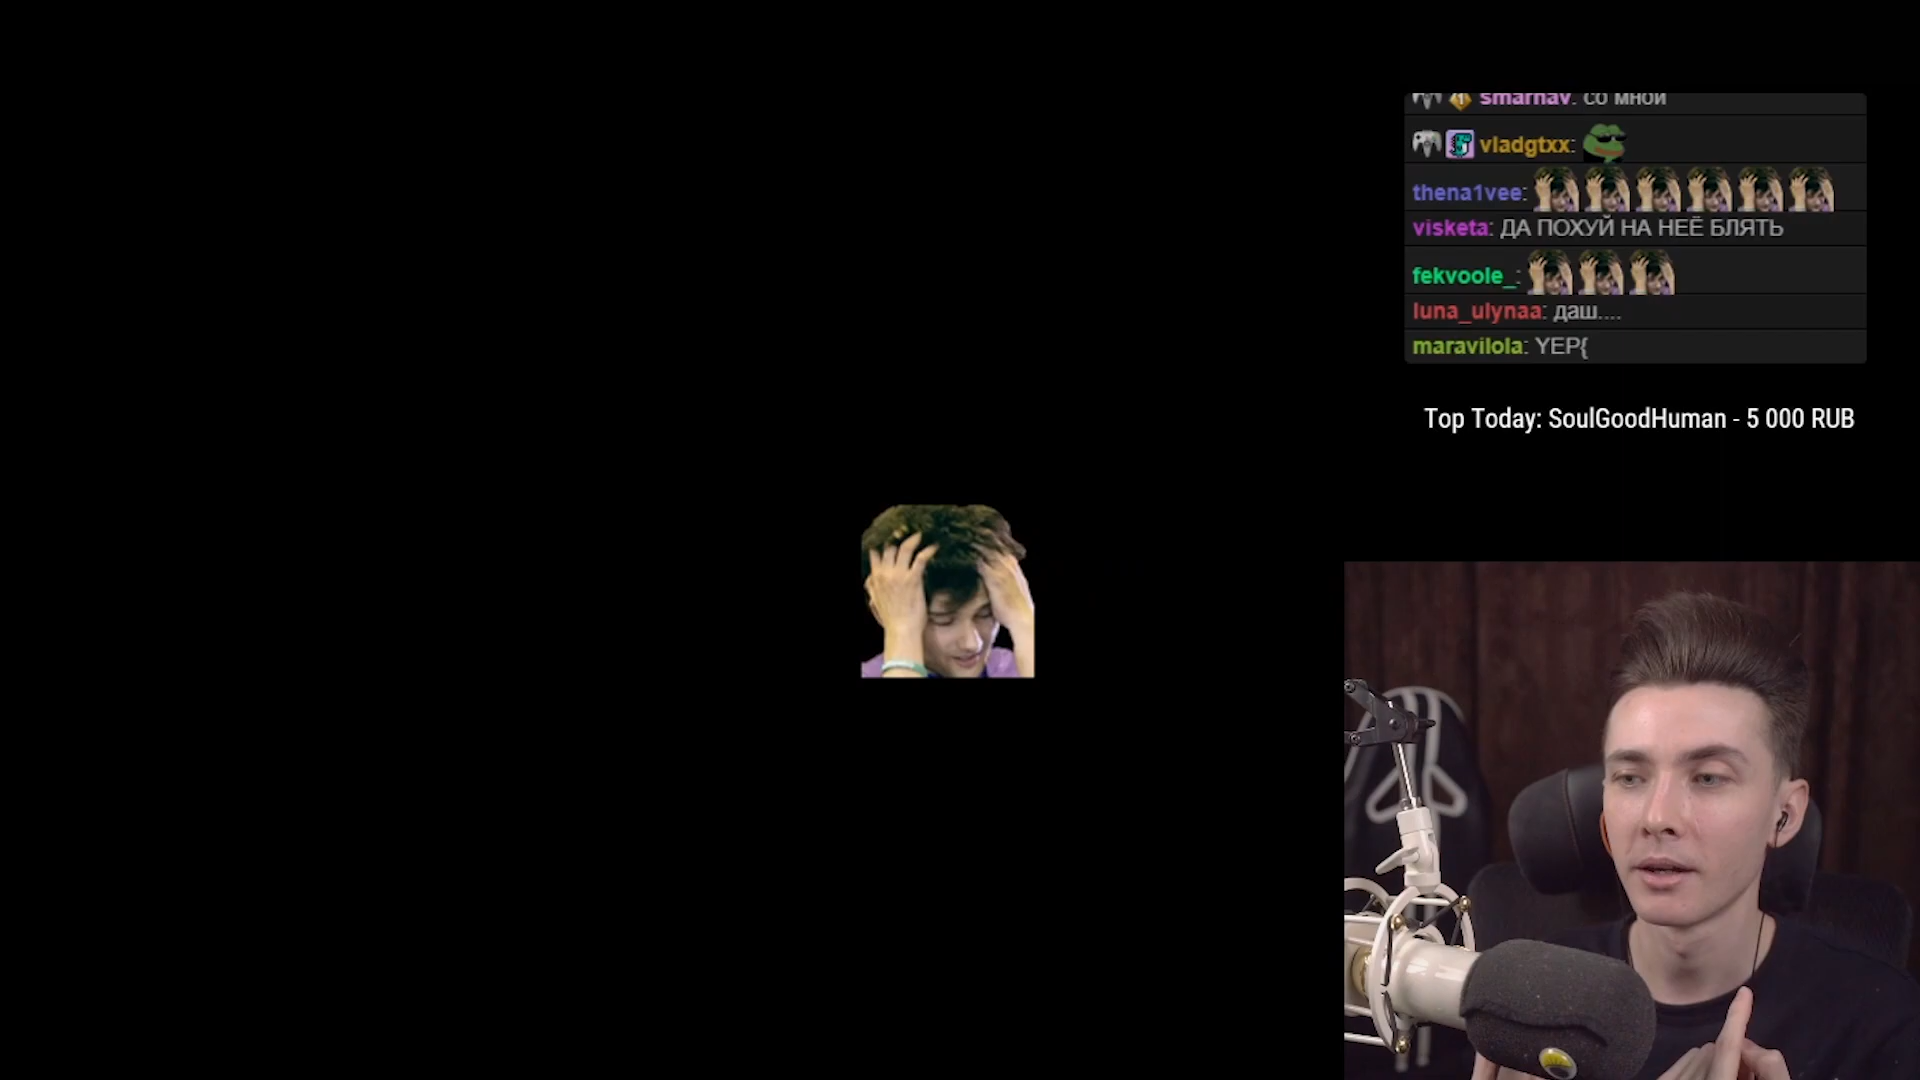 smarnav: со мной
vladgtxx:
thena1vee:
visketa: ДА ПОХУЙ НА НЕЁ БЛЯТЬ
fekvoole_:
luna_ulynaa: даш....
maravilola: YEP{
Top Today: SoulGoodHuman - 5 000 RUB